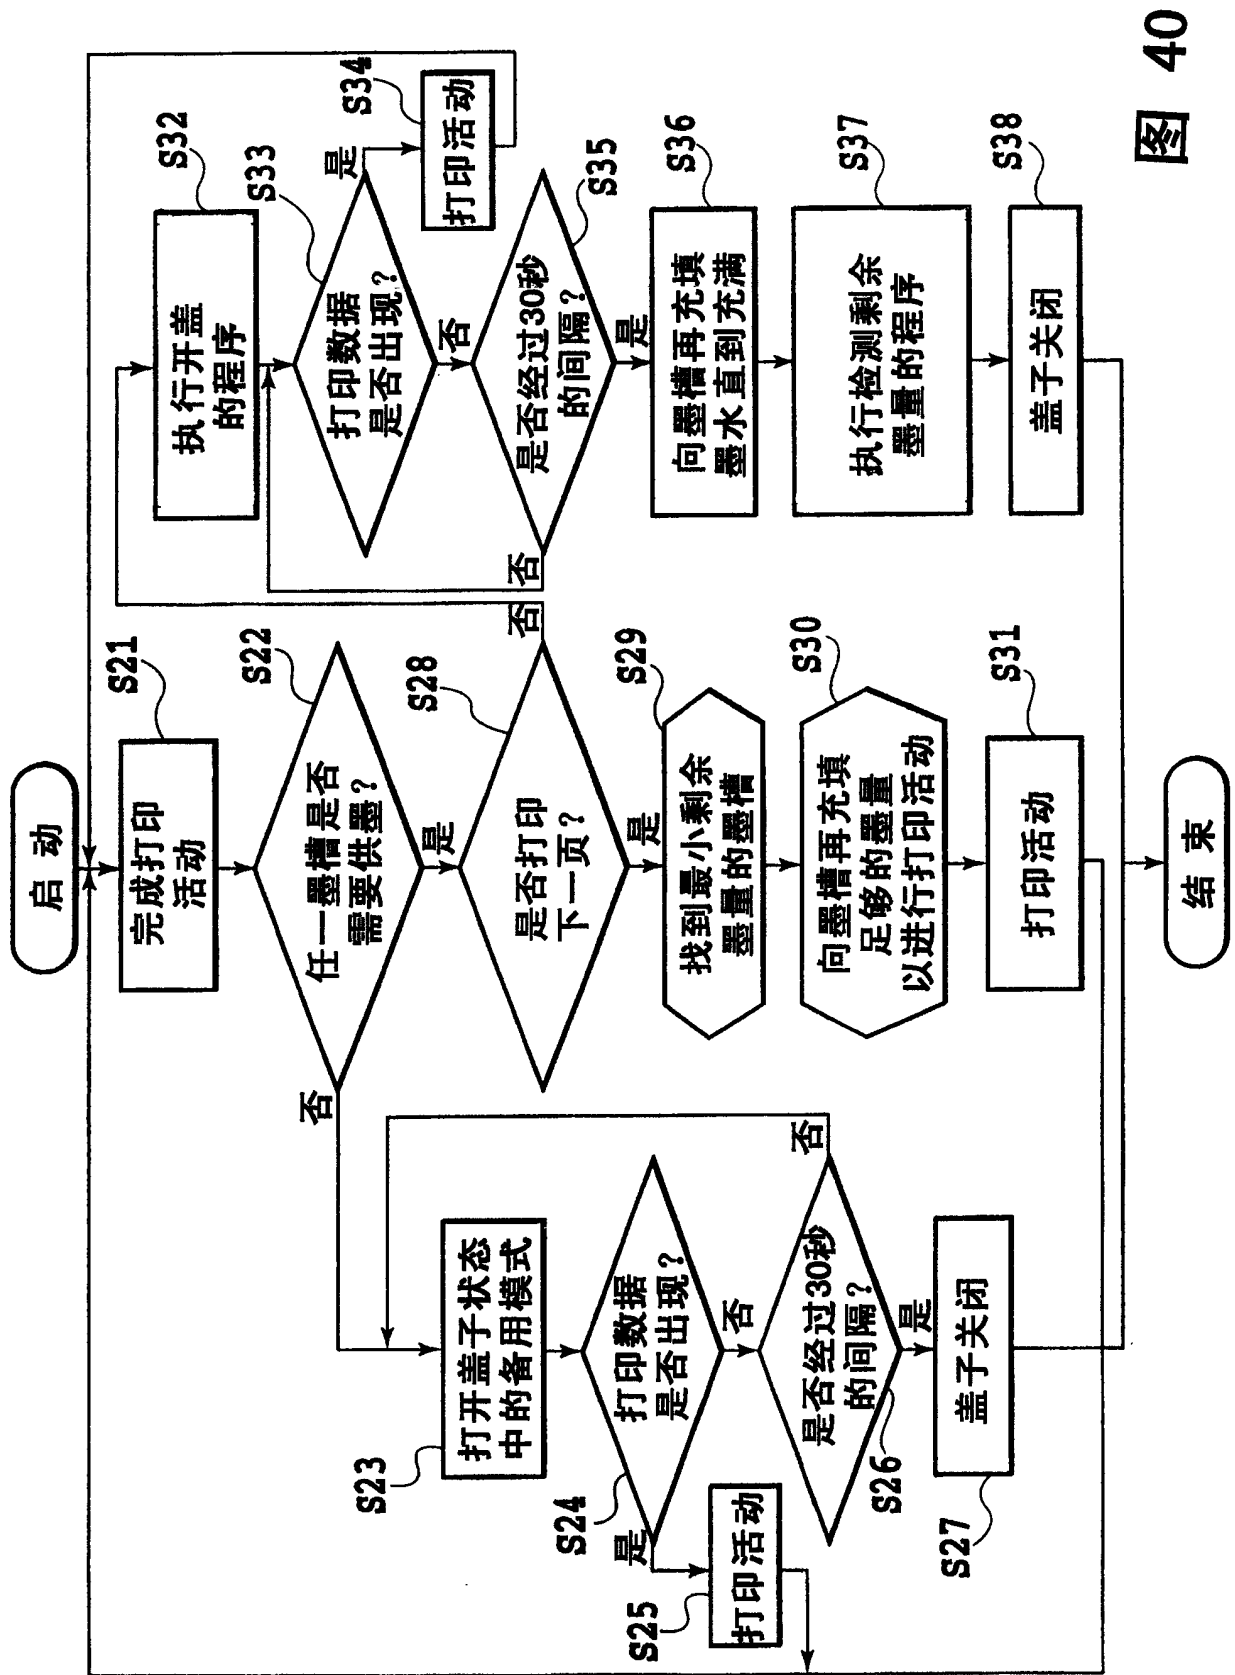 启动
S21
完成打印
活动
S22
任一墨槽是否
需要供墨?
否
是
S23
打开盖子状态
中的备用模式
S24
打印数据
是否出现?
是
否
S25
打印活动
S26
是否经过30秒
的间隔?
否
是
S27
盖子关闭
S28
是否打印
下一页?
否
是
S29
找到最小剩余
墨量的墨槽
S30
向墨槽再充填
足够的墨量
以进行打印活动
S31
打印活动
S32
执行开盖
的程序
S33
打印数据
是否出现?
是
否
S34
打印活动
S35
是否经过30秒
的间隔?
否
是
S36
向墨槽再充填
墨水直到充满
S37
执行检测剩余
墨量的程序
S38
盖子关闭
结束
图 40